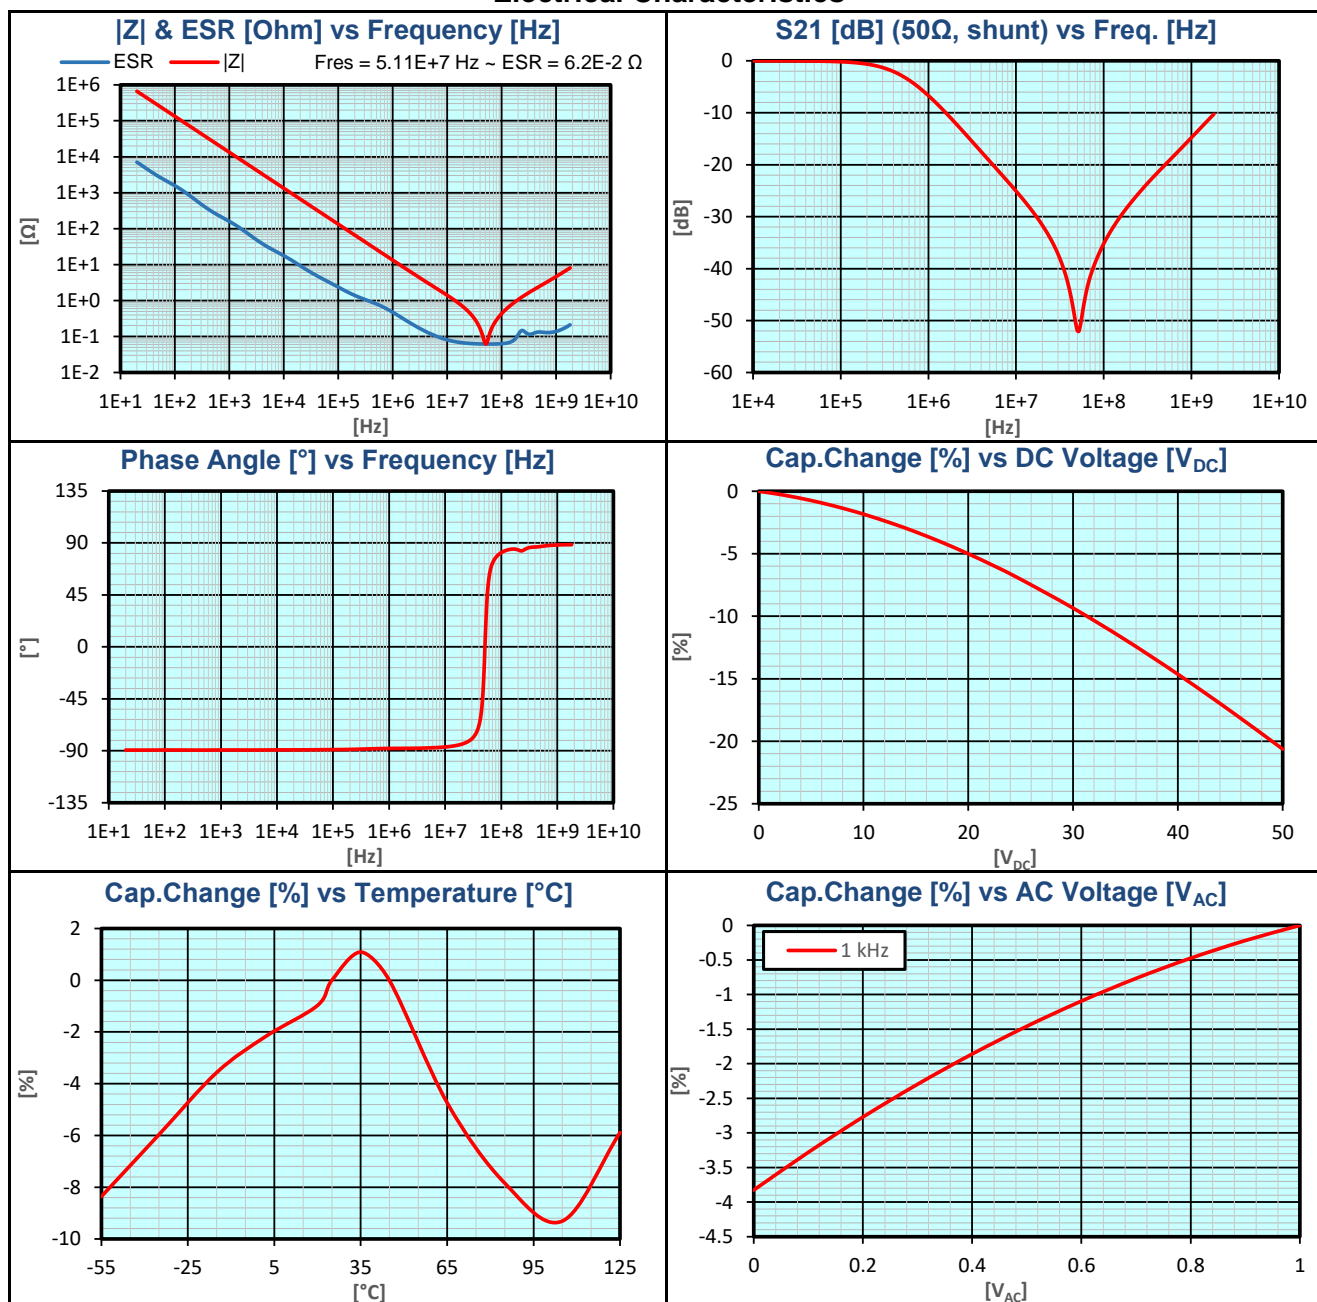 |Z| & ESR [Ohm] vs Frequency [Hz]
ESR |Z| Fres = 5.11E+7 Hz ~ ESR = 6.2E-2 Ω
1E+6
1E+5
1E+4
1E+3
1E+2
1E+1
1E+0
1E-1
1E-2
[Ω]
1E+1 1E+2 1E+3 1E+4 1E+5 1E+6 1E+7 1E+8 1E+9 1E+10
[Hz]
S21 [dB] (50Ω, shunt) vs Freq. [Hz]
0
-10
-20
-30
-40
-50
-60
[dB]
1E+4 1E+5 1E+6 1E+7 1E+8 1E+9 1E+10
[Hz]
Phase Angle [°] vs Frequency [Hz]
135
90
45
0
-45
-90
-135
[°]
1E+1 1E+2 1E+3 1E+4 1E+5 1E+6 1E+7 1E+8 1E+9 1E+10
[Hz]
Cap.Change [%] vs DC Voltage [VDC]
0
-5
-10
-15
-20
-25
[%]
0 10 20 30 40 50
[VDC]
Cap.Change [%] vs Temperature [°C]
2
0
-2
-4
-6
-8
-10
[%]
-55 -25 5 35 65 95 125
[°C]
Cap.Change [%] vs AC Voltage [VAC]
1 kHz
0
-0.5
-1
-1.5
-2
-2.5
-3
-3.5
-4
-4.5
[%]
0 0.2 0.4 0.6 0.8 1
[VAC]